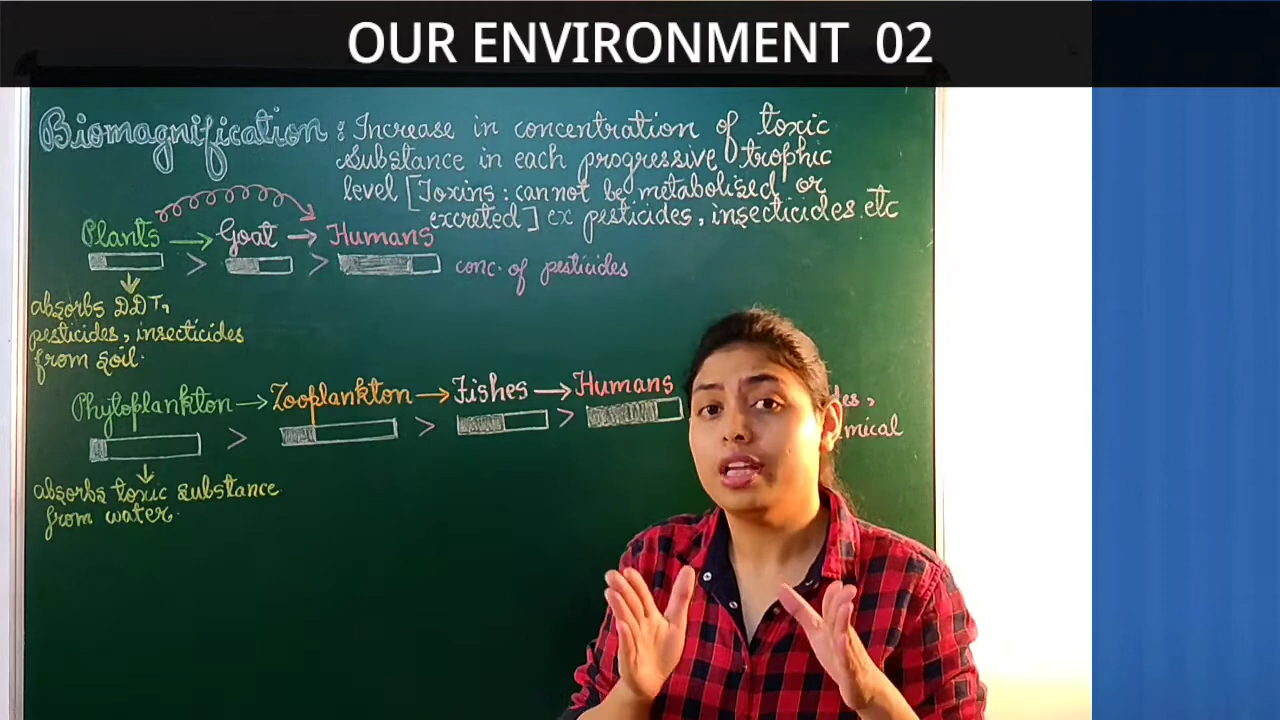 OUR ENVIRONMENT 02
Biomagnification : Increase in concentration of toxic
substance in each progressive trophic
level [Toxins : cannot be metabolised or
excreted] ex pesticides, insecticides etc
Plants → Goat → Humans
> > conc. of pesticides
absorbs DDT,
pesticides, insecticides
from soil.
Phytoplankton → Zooplankton → Fishes → Humans
> > >
absorbs toxic substance
from water.